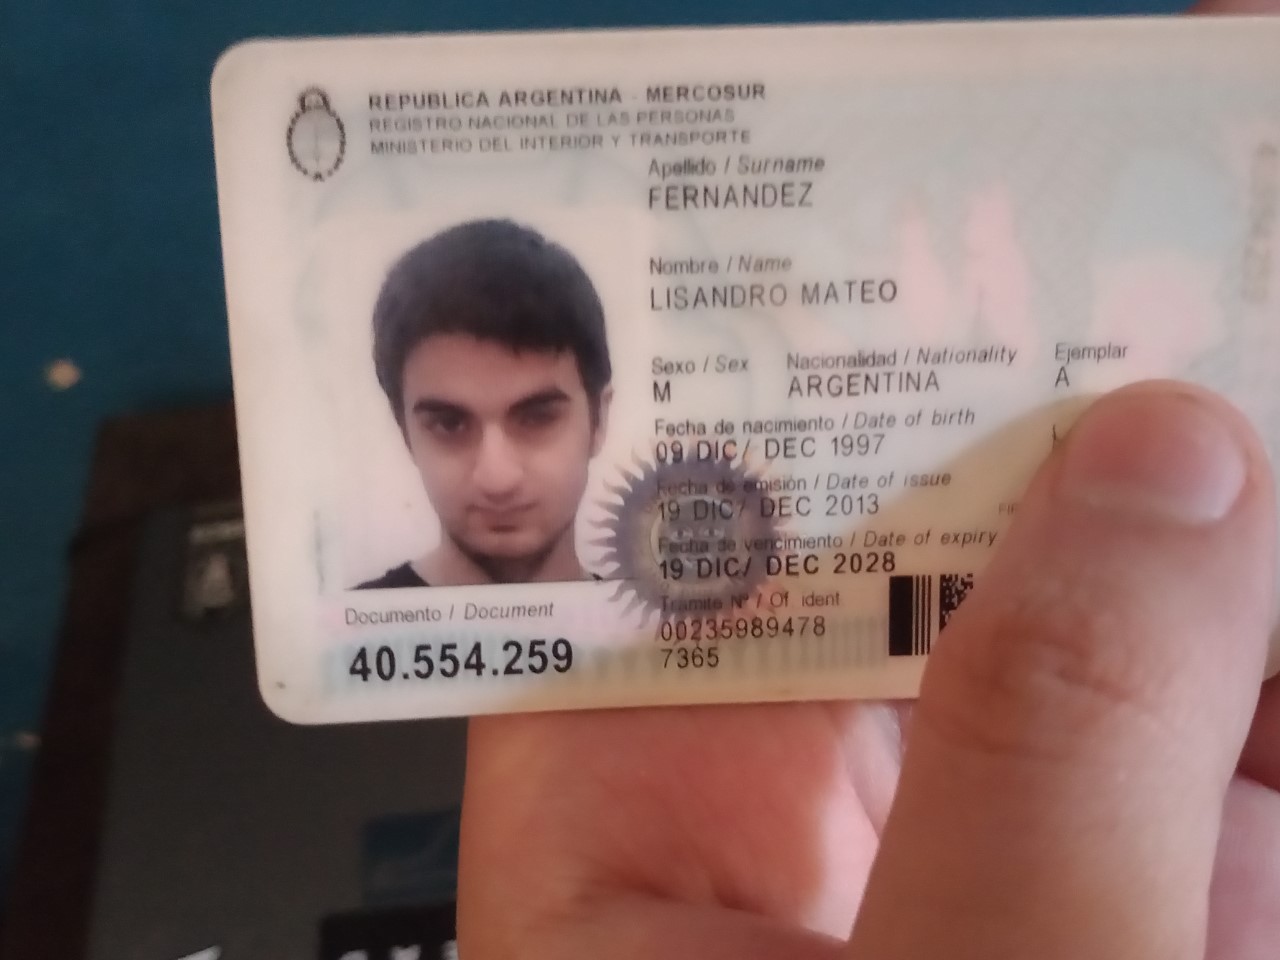 REPUBLICA ARGENTINA - MERCOSUR
REGISTRO NACIONAL DE LAS PERSONAS
MINISTERIO DEL INTERIOR Y TRANSPORTE
Apellido / Surname
FERNANDEZ
Nombre / Name
LISANDRO MATEO
Sexo / Sex Nacionalidad / Nationality Ejemplar
M ARGENTINA A
Fecha de nacimiento / Date of birth
09 DIC/ DEC 1997
Fecha de emisión / Date of issue
19 DIC/ DEC 2013
Fecha de vencimiento / Date of expiry
19 DIC/ DEC 2028
Trámite Nº / Of. ident
00235989478
7365
Documento / Document
40.554.259